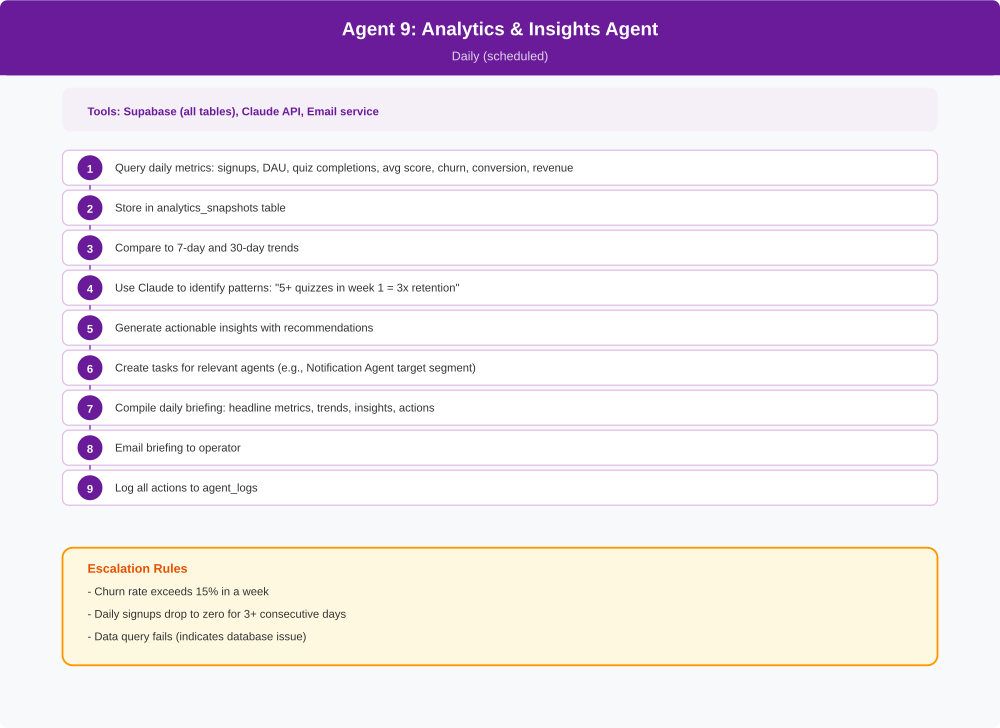 Agent 9: Analytics & Insights Agent
Daily (scheduled)
Tools: Supabase (all tables), Claude API, Email service
1 Query daily metrics: signups, DAU, quiz completions, avg score, churn, conversion, revenue
2 Store in analytics_snapshots table
3 Compare to 7-day and 30-day trends
4 Use Claude to identify patterns: "5+ quizzes in week 1 = 3x retention"
5 Generate actionable insights with recommendations
6 Create tasks for relevant agents (e.g., Notification Agent target segment)
7 Compile daily briefing: headline metrics, trends, insights, actions
8 Email briefing to operator
9 Log all actions to agent_logs
Escalation Rules
- Churn rate exceeds 15% in a week
- Daily signups drop to zero for 3+ consecutive days
- Data query fails (indicates database issue)